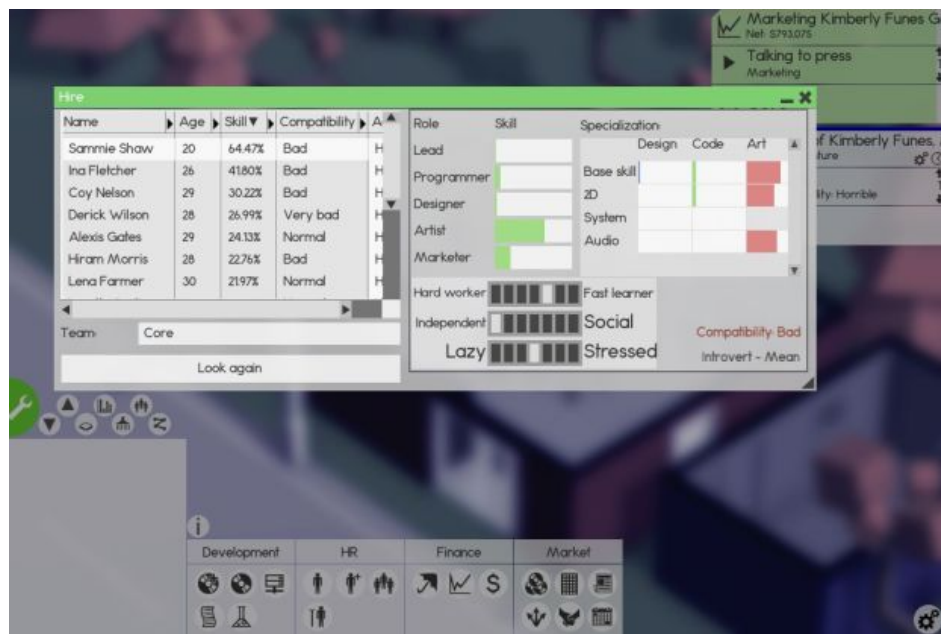 Marketing Kimberly Funes G
Net: $793,075
Talking to press
Marketing
of Kimberly Funes,
ture
ity: Horrible
Hire
Name Age Skill▼ Compatibility A
Sammie Shaw 20 64.47% Bad H
Ina Fletcher 26 41.80% Bad H
Coy Nelson 29 30.22% Bad H
Derick Wilson 28 26.99% Very bad H
Alexis Gates 29 24.13% Normal H
Hiram Morris 28 22.76% Bad H
Lena Farmer 30 21.97% Normal H
Team: Core
Look again
Role Skill
Lead
Programmer
Designer
Artist
Marketer
Specialization:
Design Code Art
Base skill
2D
System
Audio
Hard worker Fast learner
Independent Social
Lazy Stressed
Compatibility: Bad
Introvert - Mean
Development HR Finance Market